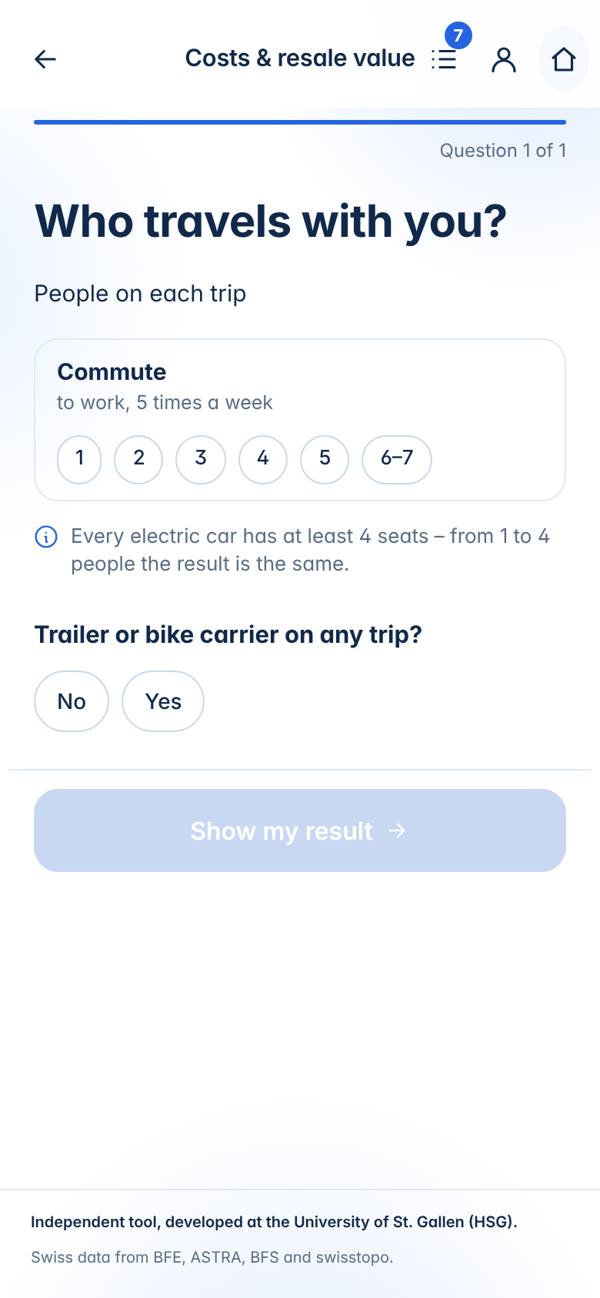 Costs & resale value
7
Question 1 of 1
Who travels with you?
People on each trip
Commute
to work, 5 times a week
1 2 3 4 5 6–7
Every electric car has at least 4 seats – from 1 to 4
people the result is the same.
Trailer or bike carrier on any trip?
No Yes
Show my result →
Independent tool, developed at the University of St. Gallen (HSG).
Swiss data from BFE, ASTRA, BFS and swisstopo.